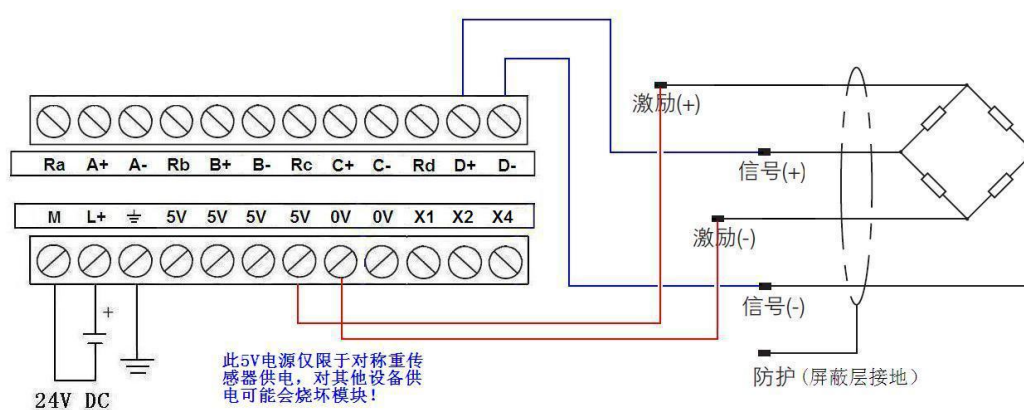 激励(+)
Ra A+ A- Rb B+ B- Rc C+ C- Rd D+ D-
信号(+)
M L+ 5V 5V 5V 5V 0V 0V X1 X2 X4
激励(-)
信号(-)
+
此5V电源仅限于对称重传
感器供电，对其他设备供
电可能会烧坏模块！
防护 (屏蔽层接地)
24V DC